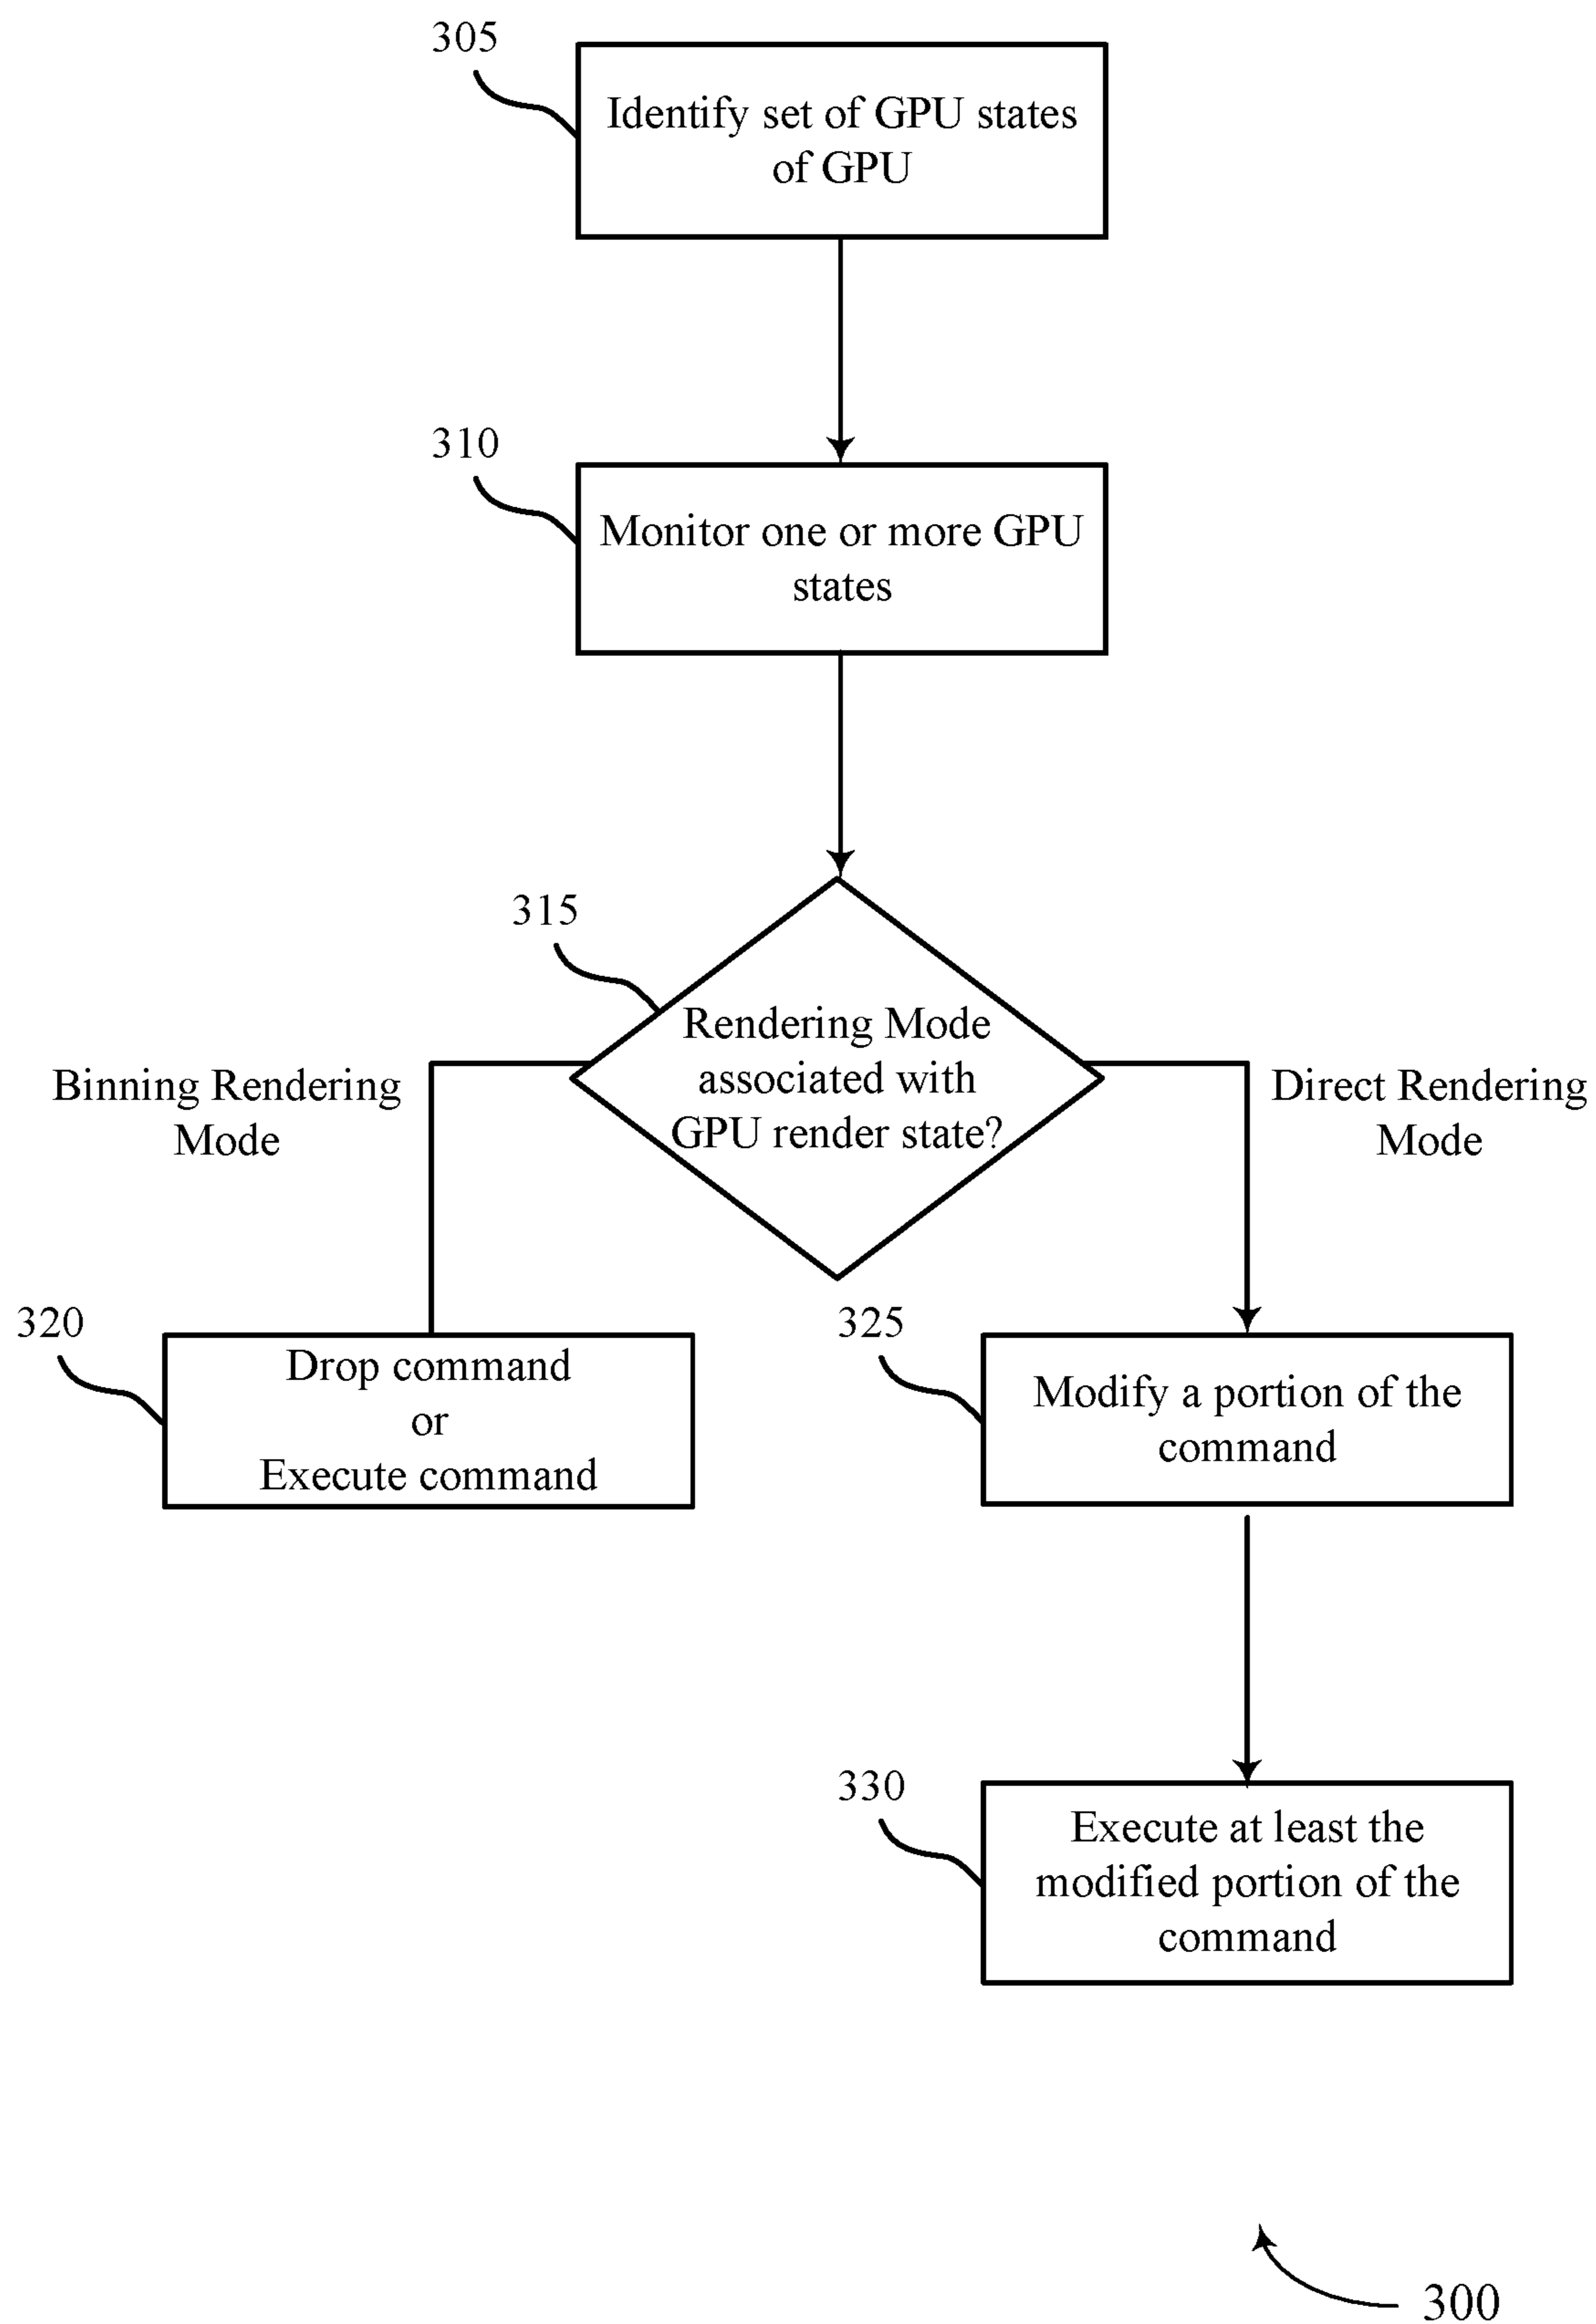 305
Identify set of GPU states
of GPU
310
Monitor one or more GPU
states
315
Rendering Mode
associated with
GPU render state?
Binning Rendering
Mode
Direct Rendering
Mode
320
Drop command
or
Execute command
325
Modify a portion of the
command
330
Execute at least the
modified portion of the
command
300